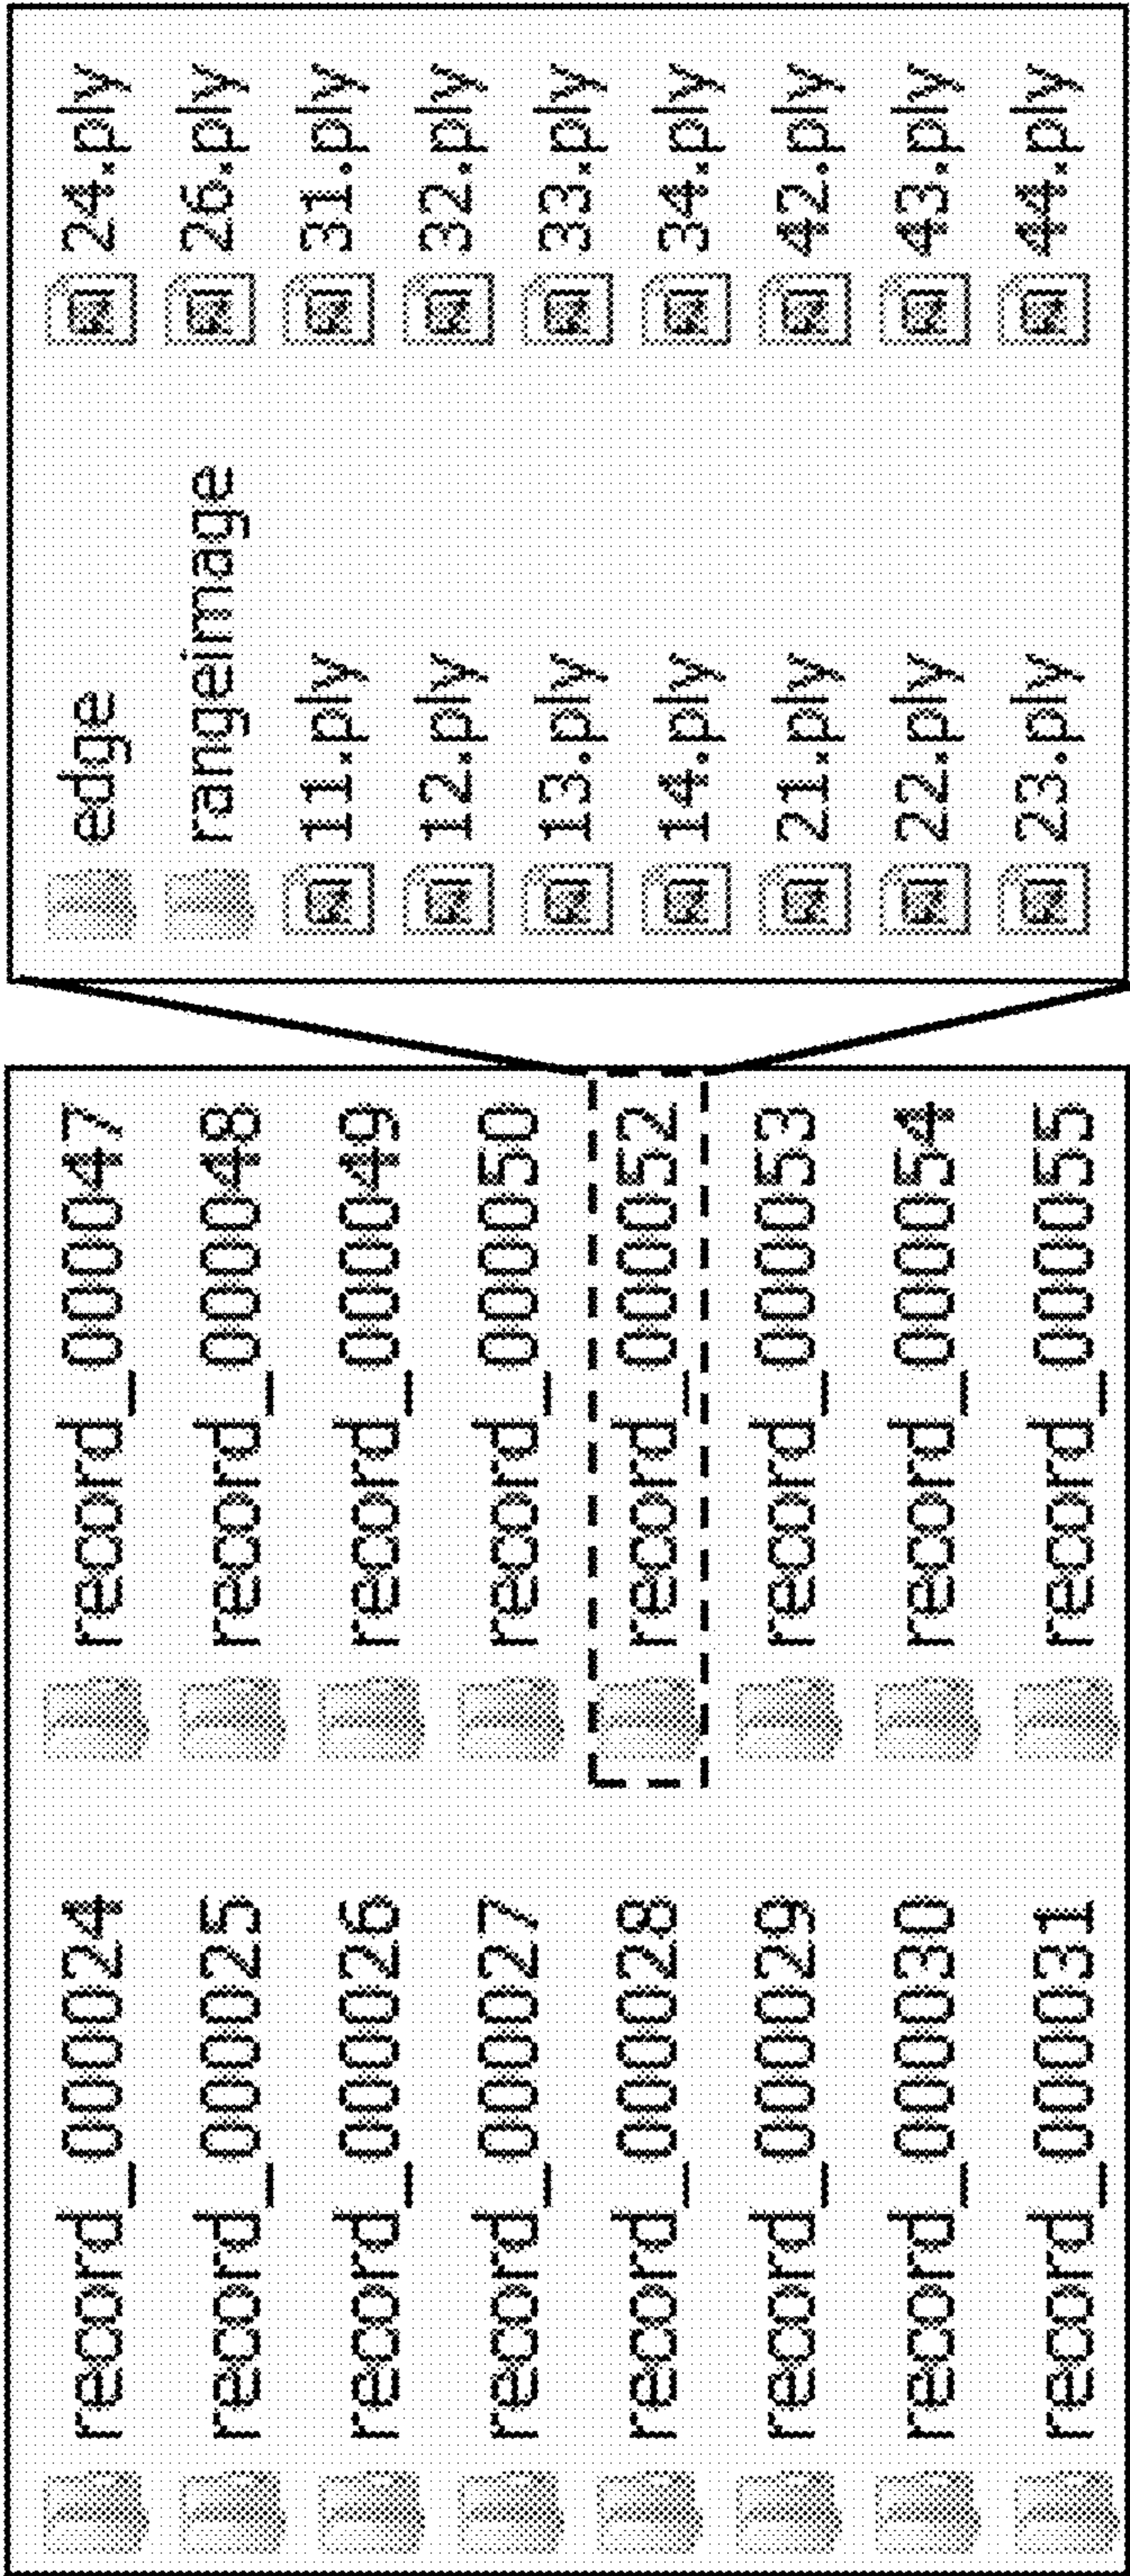 record_000024
record_000025
record_000026
record_000027
record_000028
record_000029
record_000030
record_000031
record_000047
record_000048
record_000049
record_000050
record_000052
record_000053
record_000054
record_000055
edge
rangeimage
11.ply
12.ply
13.ply
14.ply
21.ply
22.ply
23.ply
24.ply
26.ply
31.ply
32.ply
33.ply
34.ply
42.ply
43.ply
44.ply